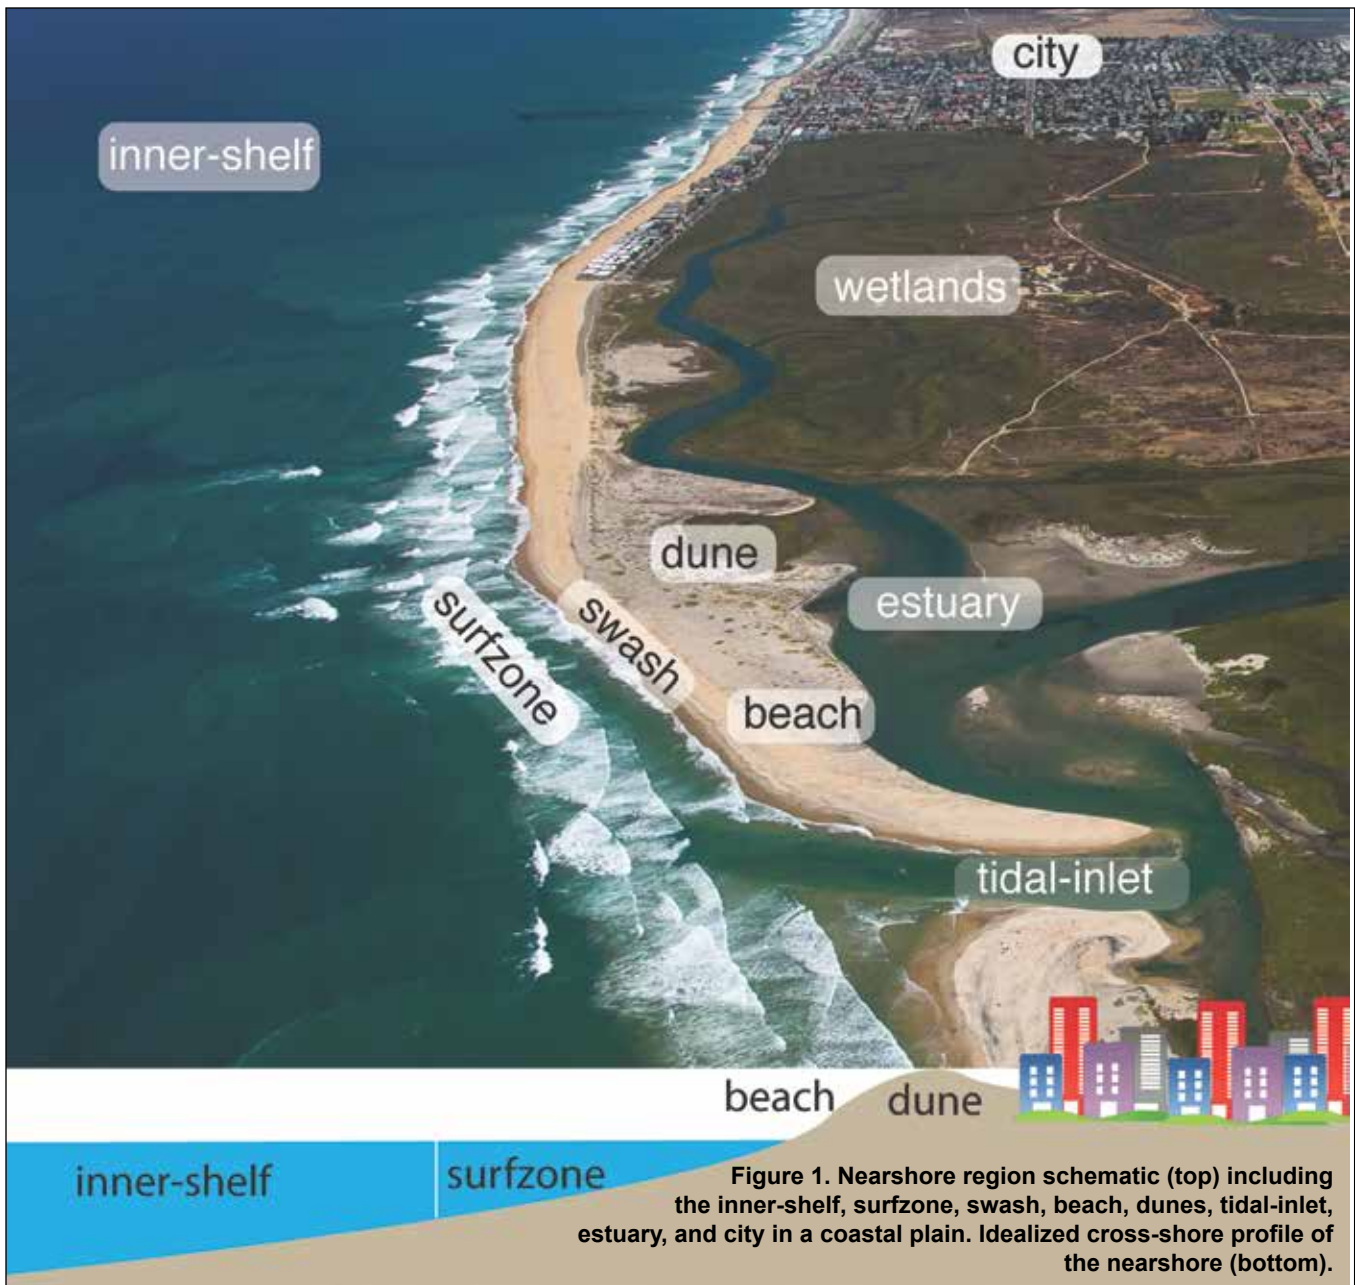 city
inner-shelf
wetlands
dune
estuary
surfzone
swash
beach
tidal-inlet
beach
dune
inner-shelf
surfzone
Figure 1. Nearshore region schematic (top) including
the inner-shelf, surfzone, swash, beach, dunes, tidal-inlet,
estuary, and city in a coastal plain. Idealized cross-shore profile of
the nearshore (bottom).